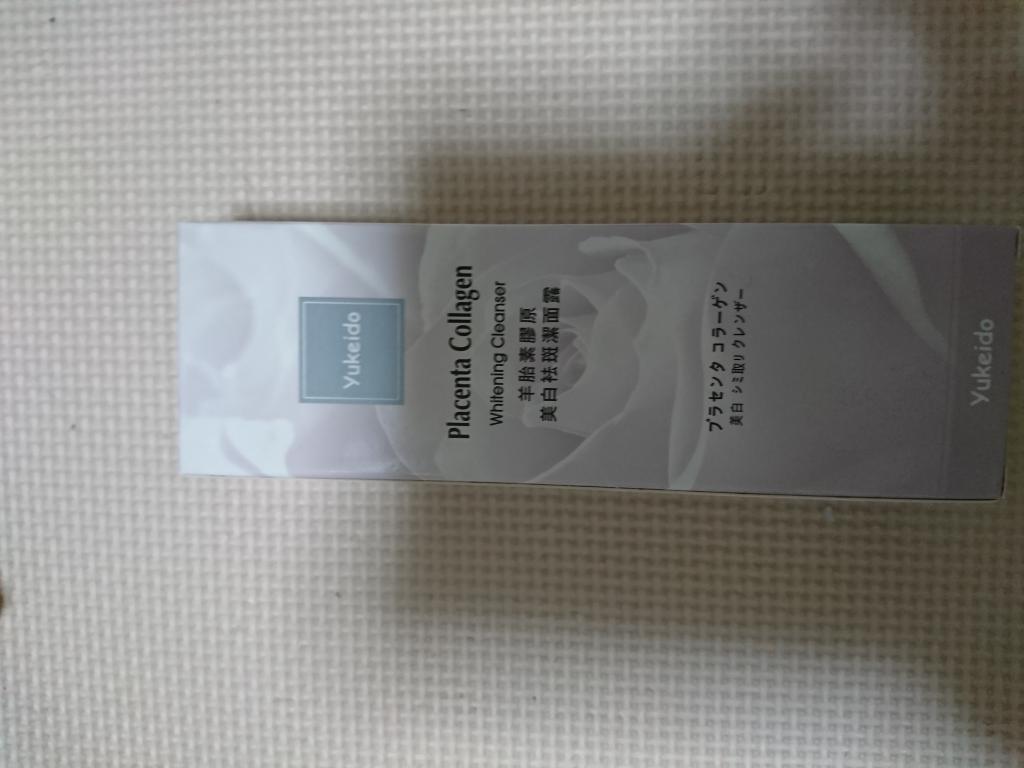 Yukeido
Placenta Collagen
Whitening Cleanser
羊胎素膠原
美白袪斑潔面露
プラセンタ コラーゲン
美白 シミ取り クレンザー
Yukeido